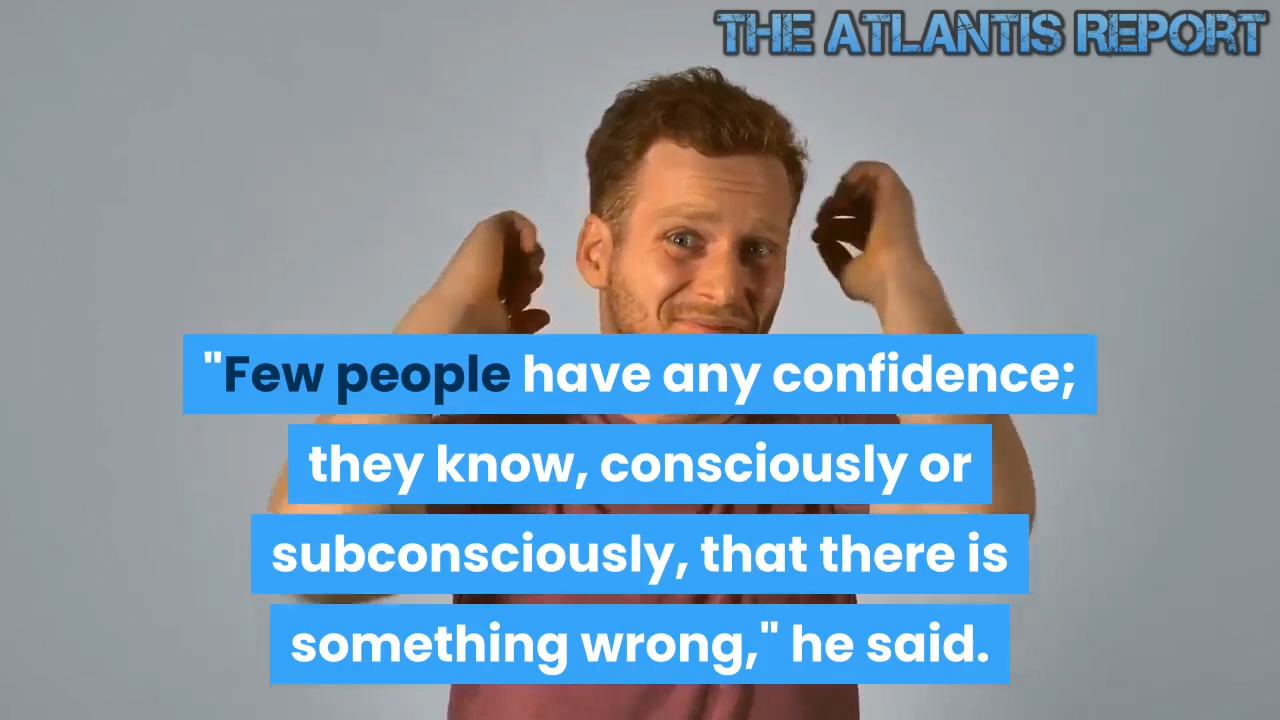 THE ATLANTIS REPORT
"Few people have any confidence;
they know, consciously or
subconsciously, that there is
something wrong," he said.